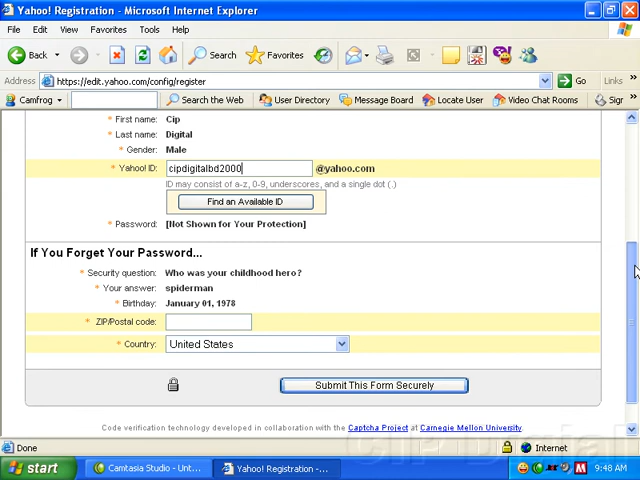 Yahoo! Registration - Microsoft Internet Explorer
File Edit View Favorites Tools Help
Back Search Favorites
Address https://edit.yahoo.com/config/register Go Links »
Camfrog Search the Web User Directory Message Board Locate User Video Chat Rooms Sigr »
* First name: Cip
* Last name: Digital
* Gender: Male
* Yahoo! ID: cipdigitalbd2000 @yahoo.com
ID may consist of a-z, 0-9, underscores, and a single dot (.)
Find an Available ID
* Password: [Not Shown for Your Protection]
If You Forget Your Password...
* Security question: Who was your childhood hero?
* Your answer: spiderman
* Birthday: January 01, 1978
* ZIP/Postal code:
* Country: United States
Submit This Form Securely
Code verification technology developed in collaboration with the Captcha Project at Carnegie Mellon University.
Done Internet
start Camtasia Studio - Unt... Yahoo! Registration -... 9:48 AM